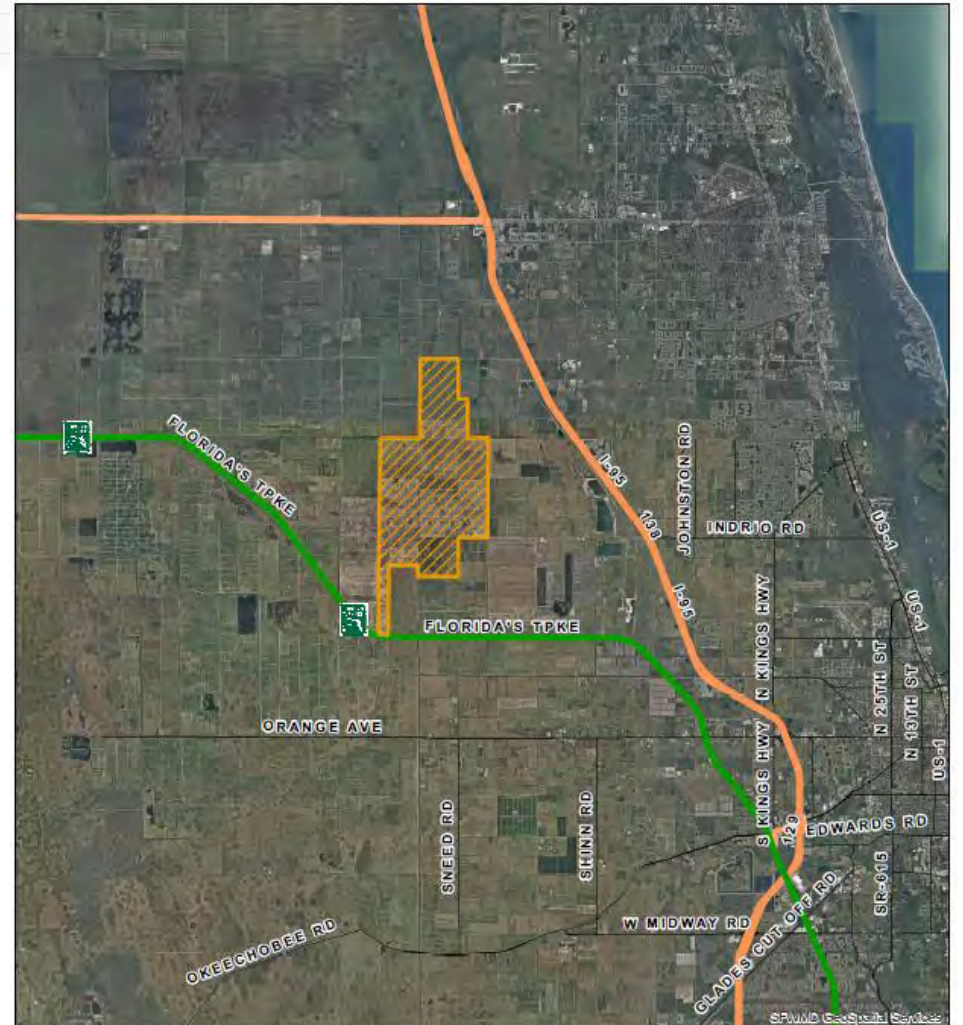 53
FLORIDA'S TPKE
JOHNSTON RD
I-95
138
INDRIO RD
US-1
I-95
US-1
N KINGS HWY
FLORIDA'S TPKE
N 25TH ST
N 13TH ST
ORANGE AVE
S KINGS HWY
US-1
SNEED RD
SHINN RD
129
EDWARDS RD
SR-615
W MIDWAY RD
GLADES CUT OFF RD
OKEECHOBEE RD
SFWMD GeoSpatial Services